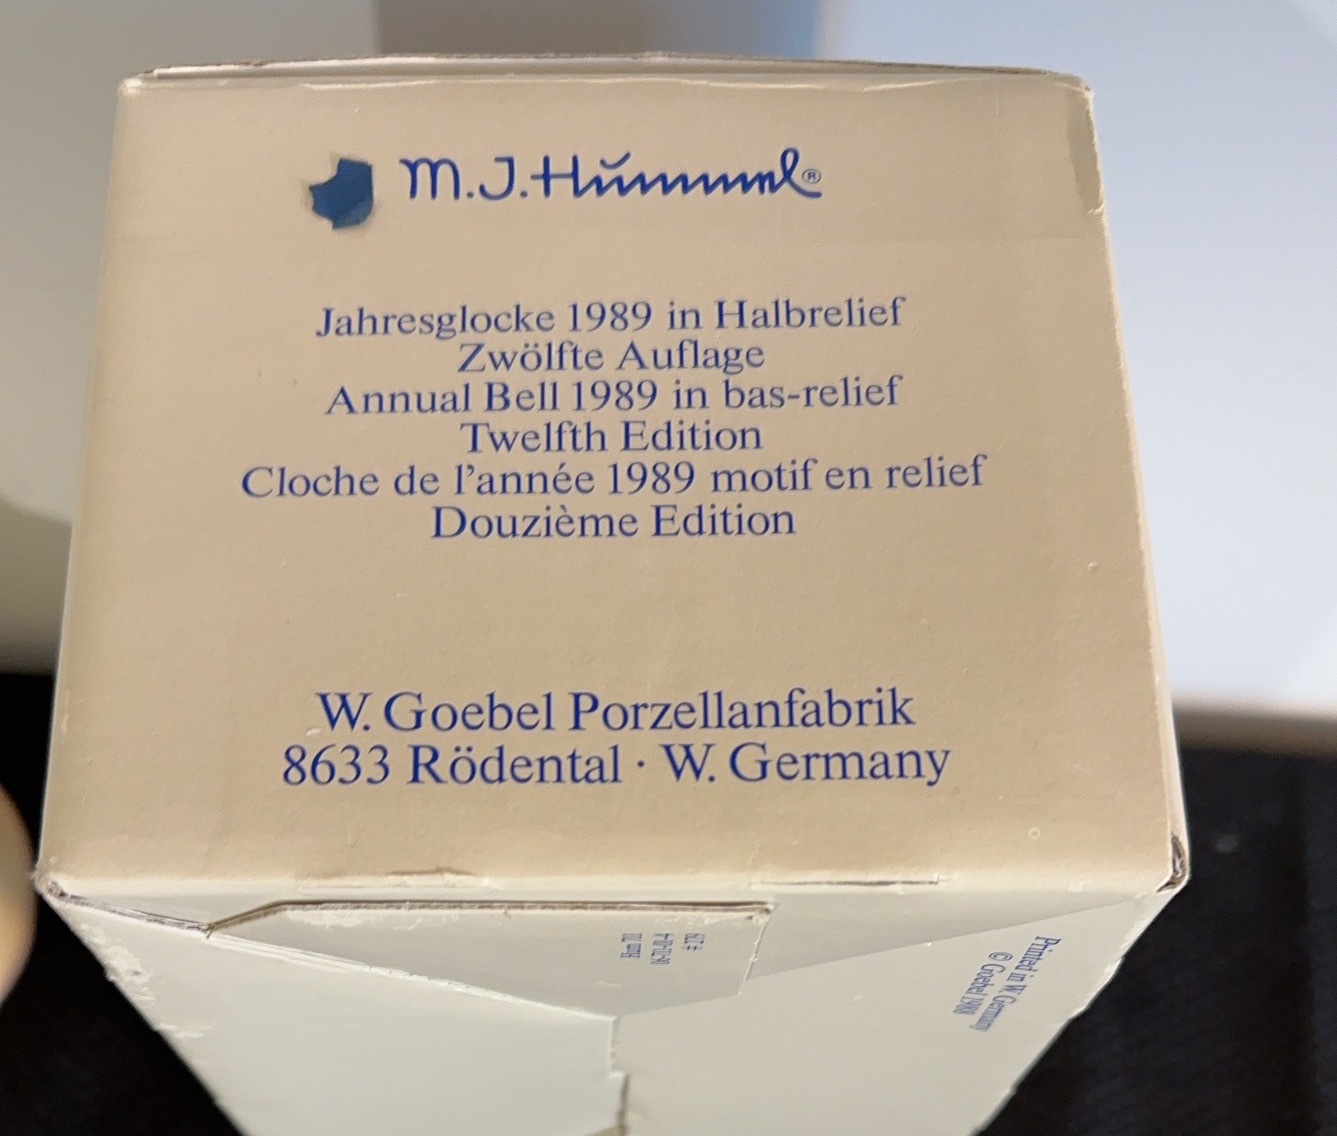 M.J.Hummel®
Jahresglocke 1989 in Halbrelief
Zwölfte Auflage
Annual Bell 1989 in bas-relief
Twelfth Edition
Cloche de l'année 1989 motif en relief
Douzième Edition
W. Goebel Porzellanfabrik
8633 Rödental · W. Germany
Printed in W. Germany
© Goebel 1988